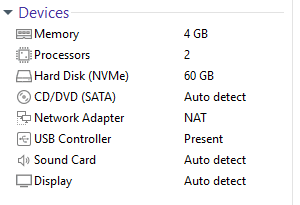 Devices
Memory 4 GB
Processors 2
Hard Disk (NVMe) 60 GB
CD/DVD (SATA) Auto detect
Network Adapter NAT
USB Controller Present
Sound Card Auto detect
Display Auto detect